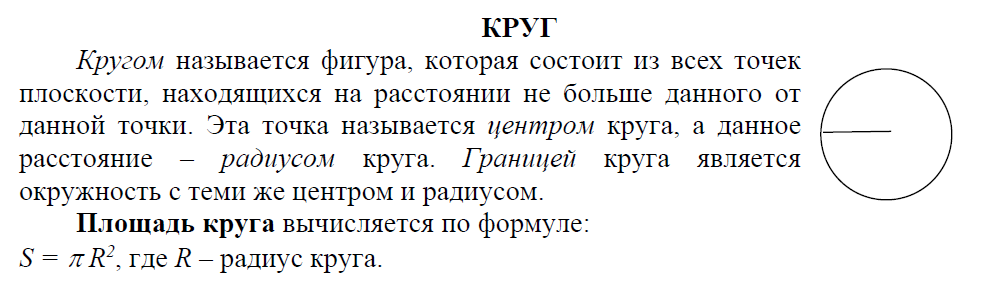 КРУГ
Кругом называется фигура, которая состоит из всех точек
плоскости, находящихся на расстоянии не больше данного от
данной точки. Эта точка называется центром круга, а данное
расстояние – радиусом круга. Границей круга является
окружность с теми же центром и радиусом.
Площадь круга вычисляется по формуле:
S = π R², где R – радиус круга.